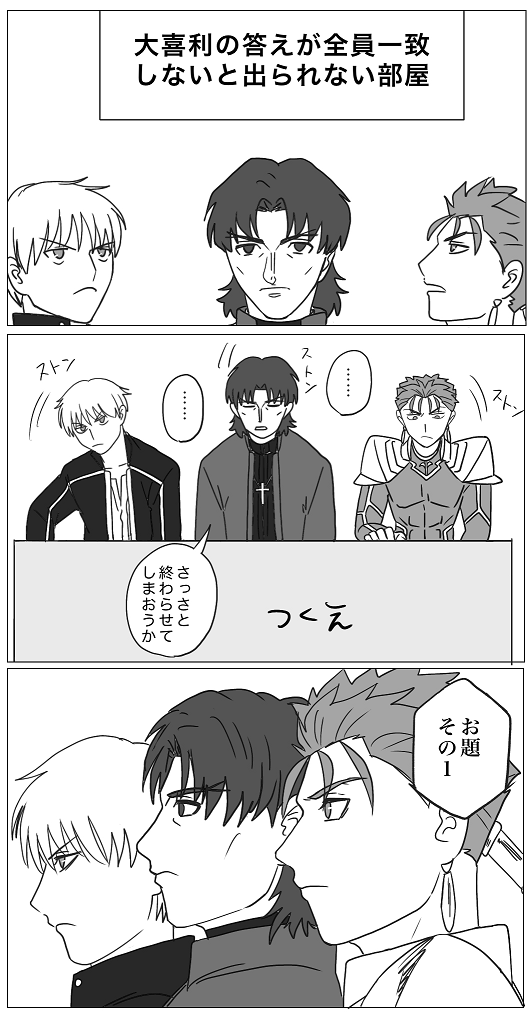 大喜利の答えが全員一致
しないと出られない部屋
ストン
……
ストン
……
ストン
さっさと
終わらせて
しまおうか
つくえ
お題
その1